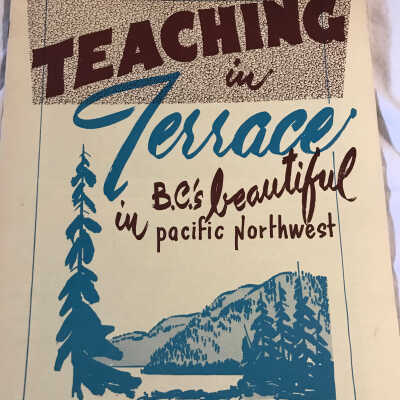 TEACHING
in
Terrace
in B.C.'s beautiful
pacific Northwest